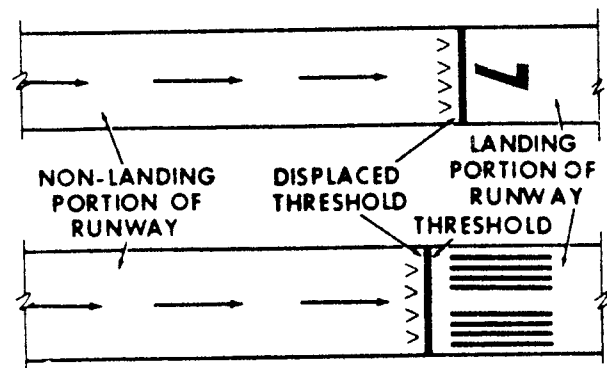 7
NON-LANDING
PORTION OF
RUNWAY
DISPLACED
THRESHOLD
LANDING
PORTION OF
RUNWAY
THRESHOLD